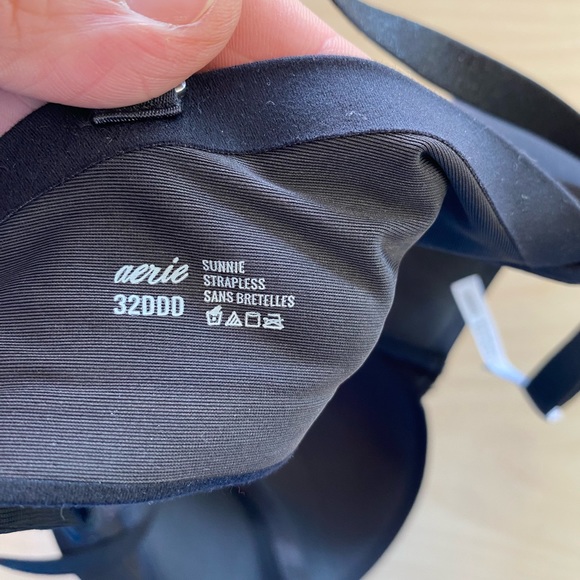 aerie
32DDD
SUNNIE
STRAPLESS
SANS BRETELLES